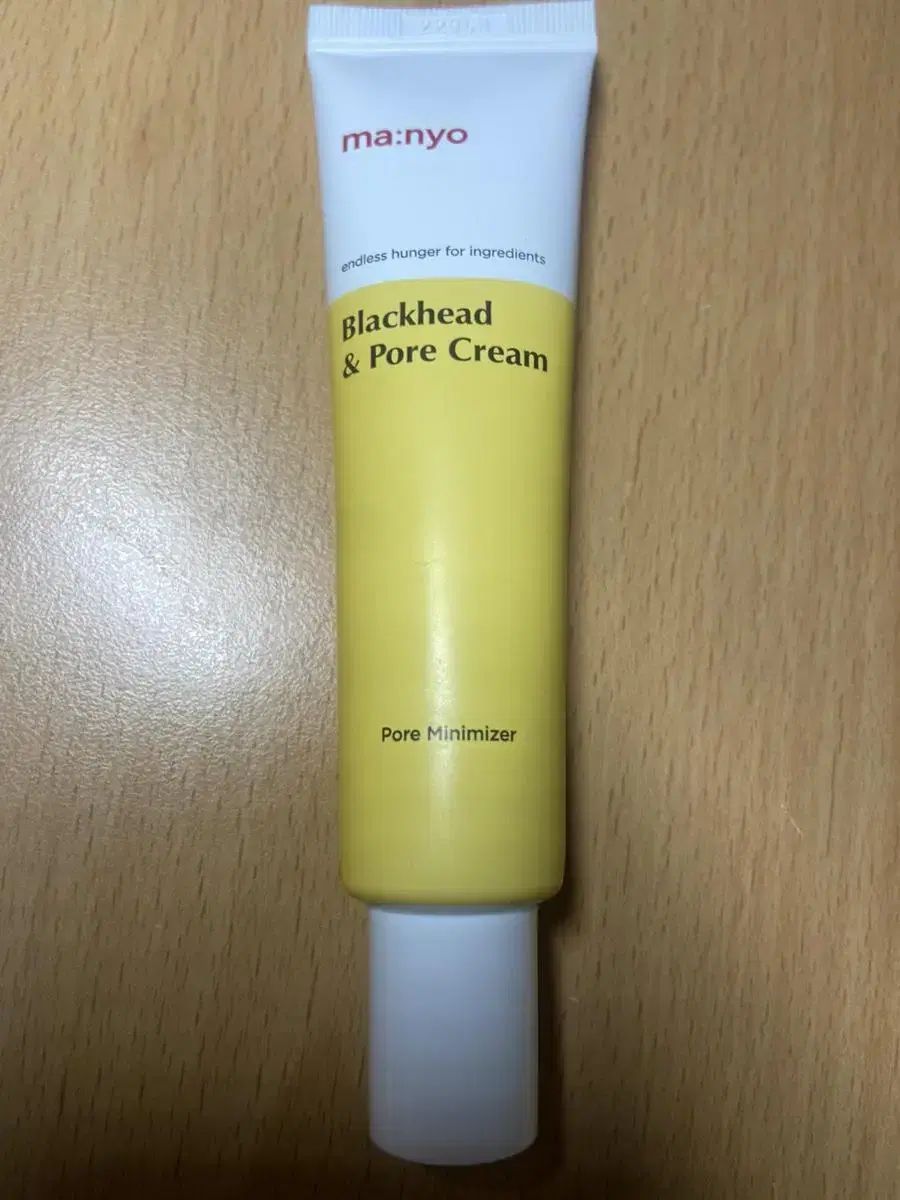 ma:nyo
endless hunger for ingredients
Blackhead
& Pore Cream
Pore Minimizer